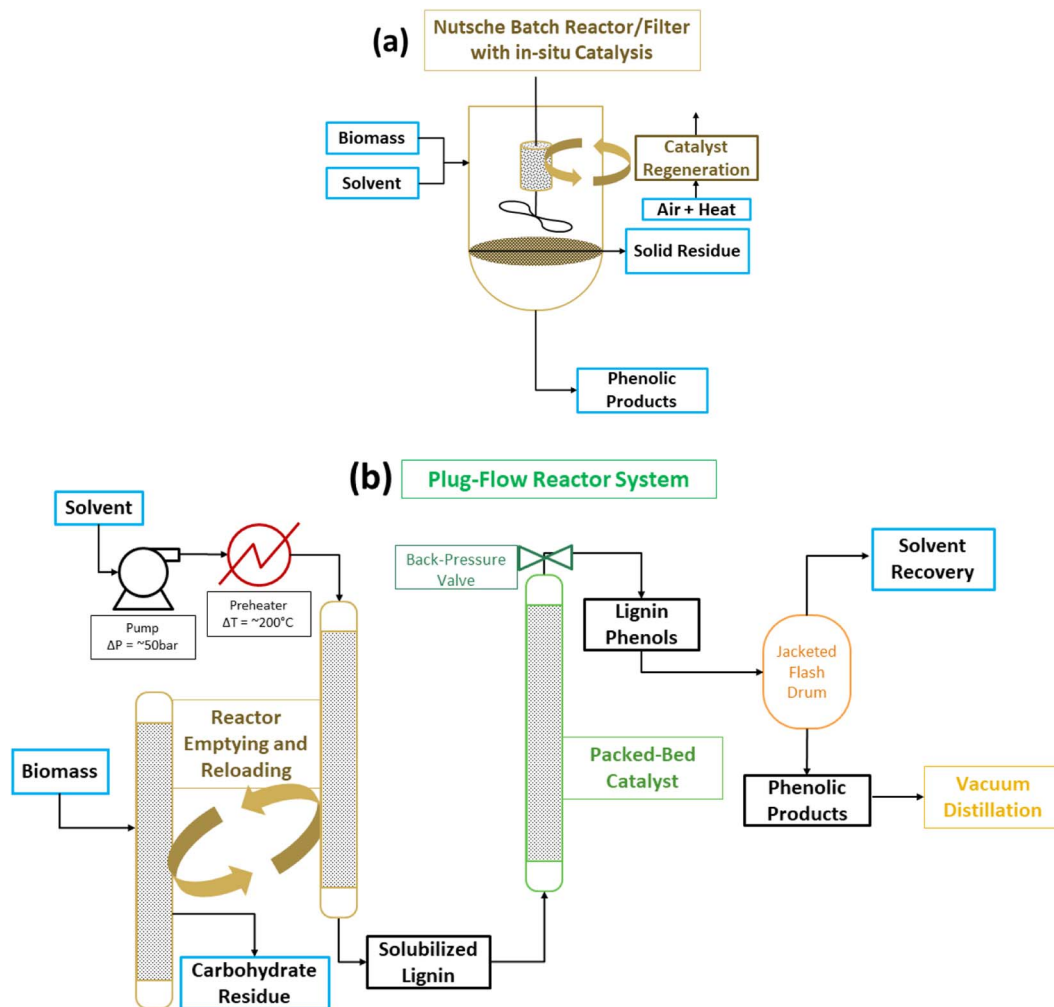 (a)
Nutsche Batch Reactor/Filter
with in-situ Catalysis
Biomass
Solvent
Catalyst
Regeneration
Air + Heat
Solid Residue
Phenolic
Products
(b)
Plug-Flow Reactor System
Solvent
Pump
ΔP = ~50bar
Preheater
ΔT = ~200°C
Back-Pressure
Valve
Lignin
Phenols
Solvent
Recovery
Jacketed
Flash
Drum
Reactor
Emptying and
Reloading
Biomass
Packed-Bed
Catalyst
Phenolic
Products
Vacuum
Distillation
Solubilized
Lignin
Carbohydrate
Residue